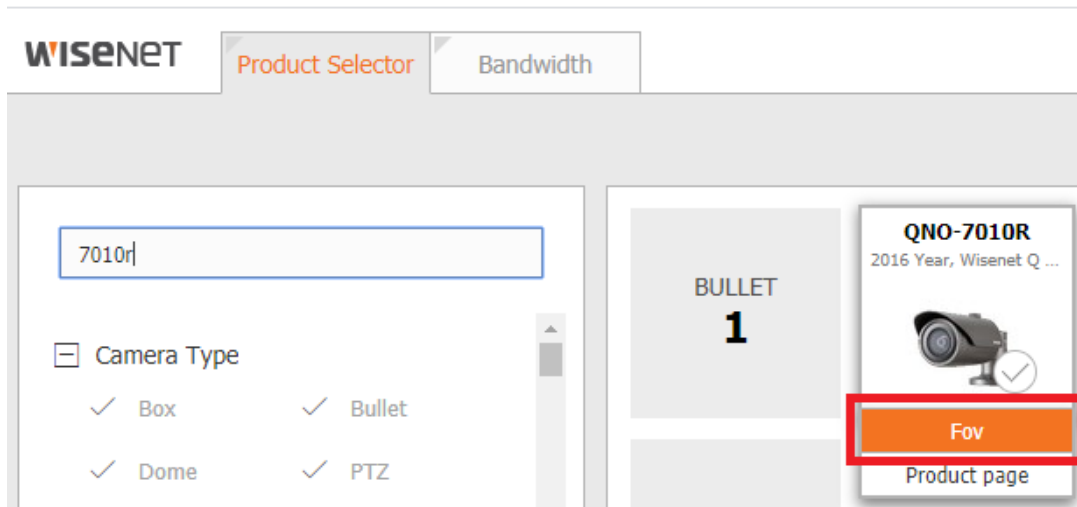 WISENET
Product Selector
Bandwidth
7010r
Camera Type
Box
Bullet
Dome
PTZ
BULLET
1
QNO-7010R
2016 Year, Wisenet Q ...
Fov
Product page